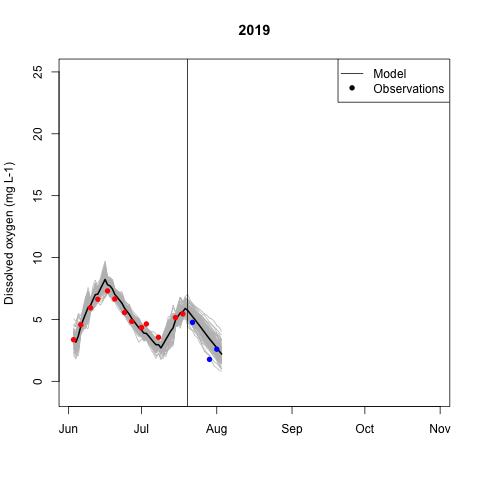 2019
Model
Observations
Dissolved oxygen (mg L-1)
25
20
15
10
5
0
Jun Jul Aug Sep Oct Nov